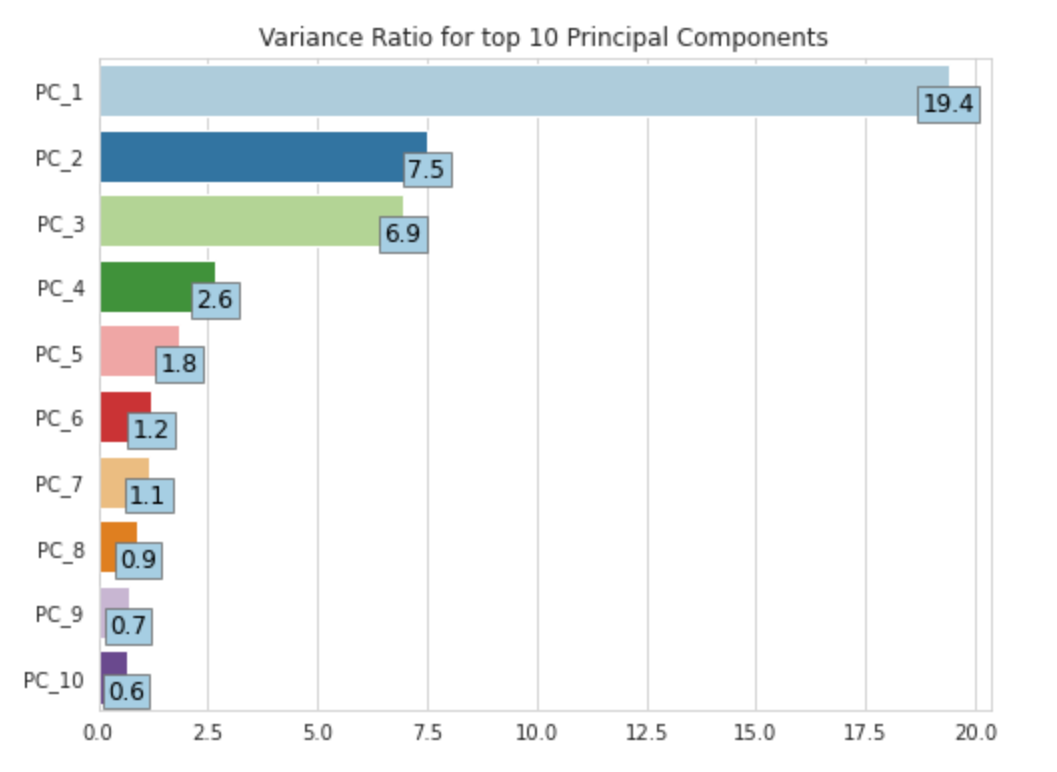 Variance Ratio for top 10 Principal Components
PC_1 19.4
PC_2 7.5
PC_3 6.9
PC_4 2.6
PC_5 1.8
PC_6 1.2
PC_7 1.1
PC_8 0.9
PC_9 0.7
PC_10 0.6
0.0 2.5 5.0 7.5 10.0 12.5 15.0 17.5 20.0